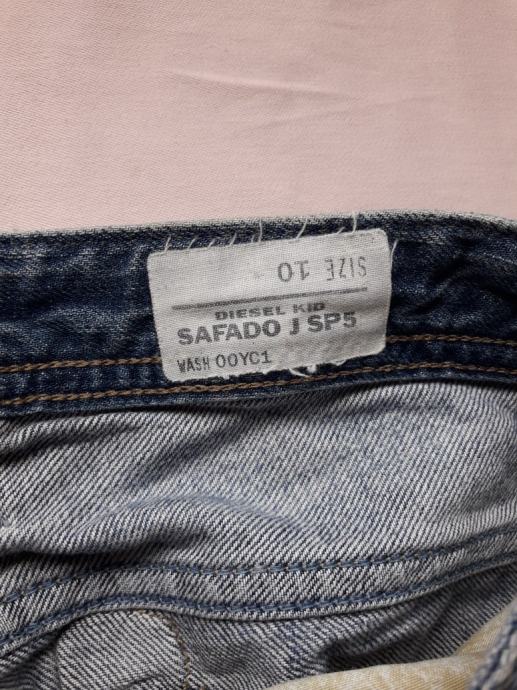 SIZE 10
DIESEL KID
SAFADO J SP5
WASH 00YC1